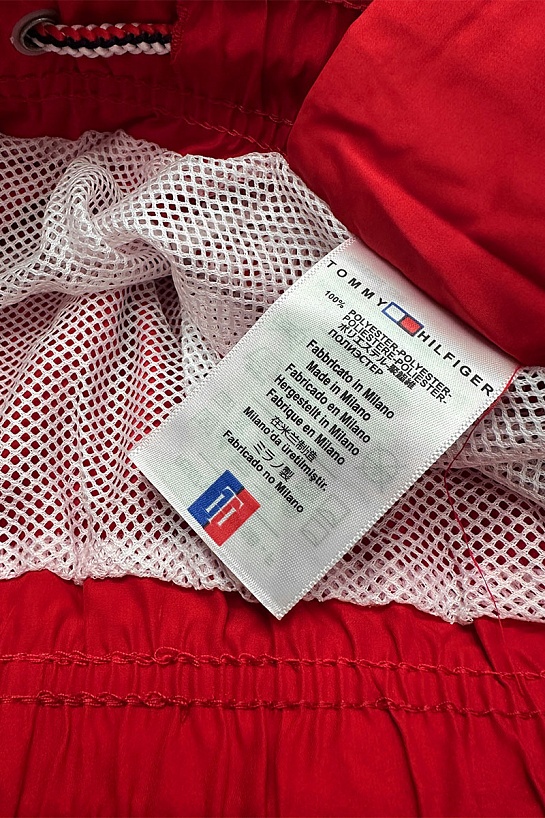 TOMMY HILFIGER
100%
POLYESTER-POLYESTER-
POLIESTERE-POLYESTER-
ポリエステル-聚酯纖維
ПОЛИЭСТЕР
Fabbricato in Milano
Made in Milano
Fabricado en Milano
Hergestellt in Milano
Fabrique en Milano
在米兰制造
Milano'da üretilmiştir.
ミラノ製
Fabricado no Milano